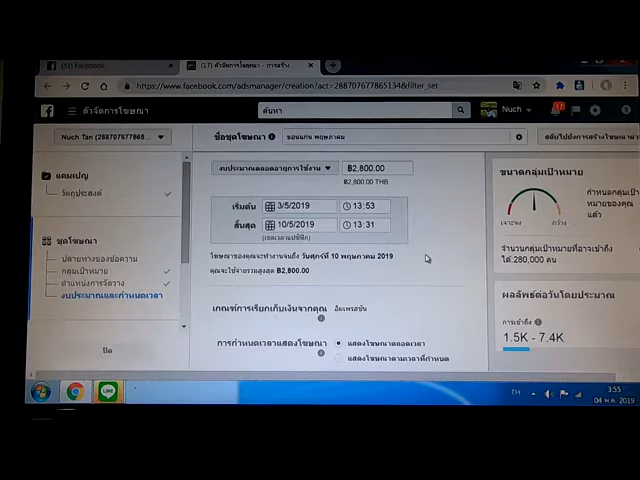 (53) Facebook
(17) ตัวจัดการโฆษณา - การสร้าง
https://www.facebook.com/adsmanager/creation?act=288707677865134&filter_set
ตัวจัดการโฆษณา
ค้นหา
Nuch
17
Nuch Tan (288707677865...
ชื่อชุดโฆษณา
ขอนแก่น พฤษภาคม
แคมเปญ
วัตถุประสงค์
ชุดโฆษณา
ปลายทางของข้อความ
กลุ่มเป้าหมาย
ตำแหน่งการจัดวาง
งบประมาณและกำหนดเวลา
ปิด
งบประมาณตลอดอายุการใช้งาน
฿2,800.00
฿2,800.00 THB
เริ่มต้น
3/5/2019
13:53
สิ้นสุด
10/5/2019
13:31
(เขตเวลาแปซิฟิก)
โฆษณาของคุณจะทำงานจนถึง วันศุกร์ที่ 10 พฤษภาคม 2019
คุณจะใช้จ่ายรวมสูงสุด ฿2,800.00
เกณฑ์การเรียกเก็บเงินจากคุณ
อิมเพรสชัน
การกำหนดเวลาแสดงโฆษณา
แสดงโฆษณาตลอดเวลา
แสดงโฆษณาตามเวลาที่กำหนด
ขนาดกลุ่มเป้าหมาย
เจาะจง
กว้าง
กำหนดกลุ่มเป้า
หมายของคุณ
แล้ว
จำนวนกลุ่มเป้าหมายที่อาจเข้าถึง
ได้:280,000 คน
ผลลัพธ์ต่อวันโดยประมาณ
การเข้าถึง
1.5K - 7.4K
LINE
TH
3:55
04 พ.ค. 2019